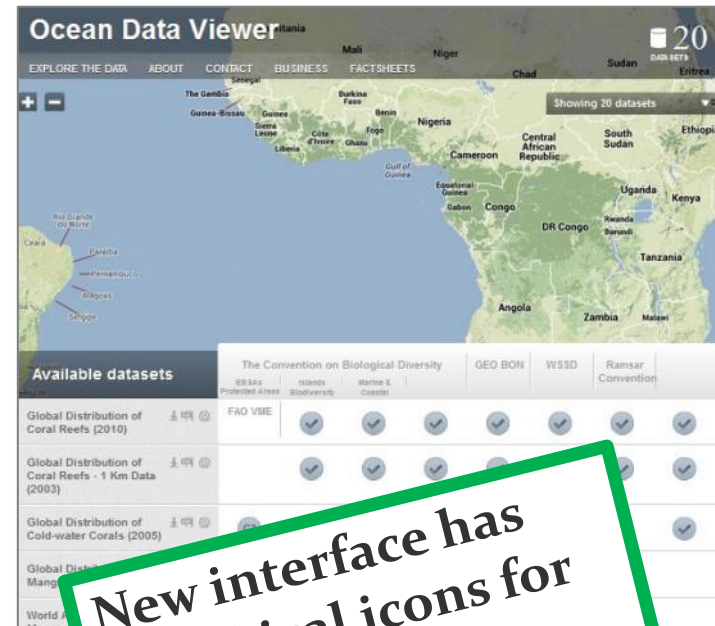 Ocean Data Viewer
Mali
Niger
20
DATASETS
EXPLORE THE DATA ABOUT CONTACT BUSINESS FACTSHEETS
Chad
Sudan
Eritrea
Senegal
The Gambia
Burkina
Faso
Showing 20 datasets
Guinea-Bissau
Guinea
Benin
Nigeria
Sierra
Leone
Côte
d'Ivoire
Ghana
Togo
Liberia
Central
African
Republic
South
Sudan
Cameroon
Gulf of
Guinea
Equatorial
Guinea
Gabon
Congo
Uganda
Kenya
Rio Grande
do Norte
DR Congo
Rwanda
Burundi
Ceará
Paraíba
Pernambuco
Tanzania
Alagoas
Sergipe
Angola
Zambia
Malawi
Available datasets
The Convention on Biological Diversity
GEO BON
WSSD
Ramsar
Convention
EBSAs
Protected Areas
Islands
Biodiversity
Marine &
Coastal
Global Distribution of
Coral Reefs (2010)
FAO VME
Global Distribution of
Coral Reefs - 1 Km Data
(2003)
Global Distribution of
Cold-water Corals (2005)
Global
World
New interface has
icons for